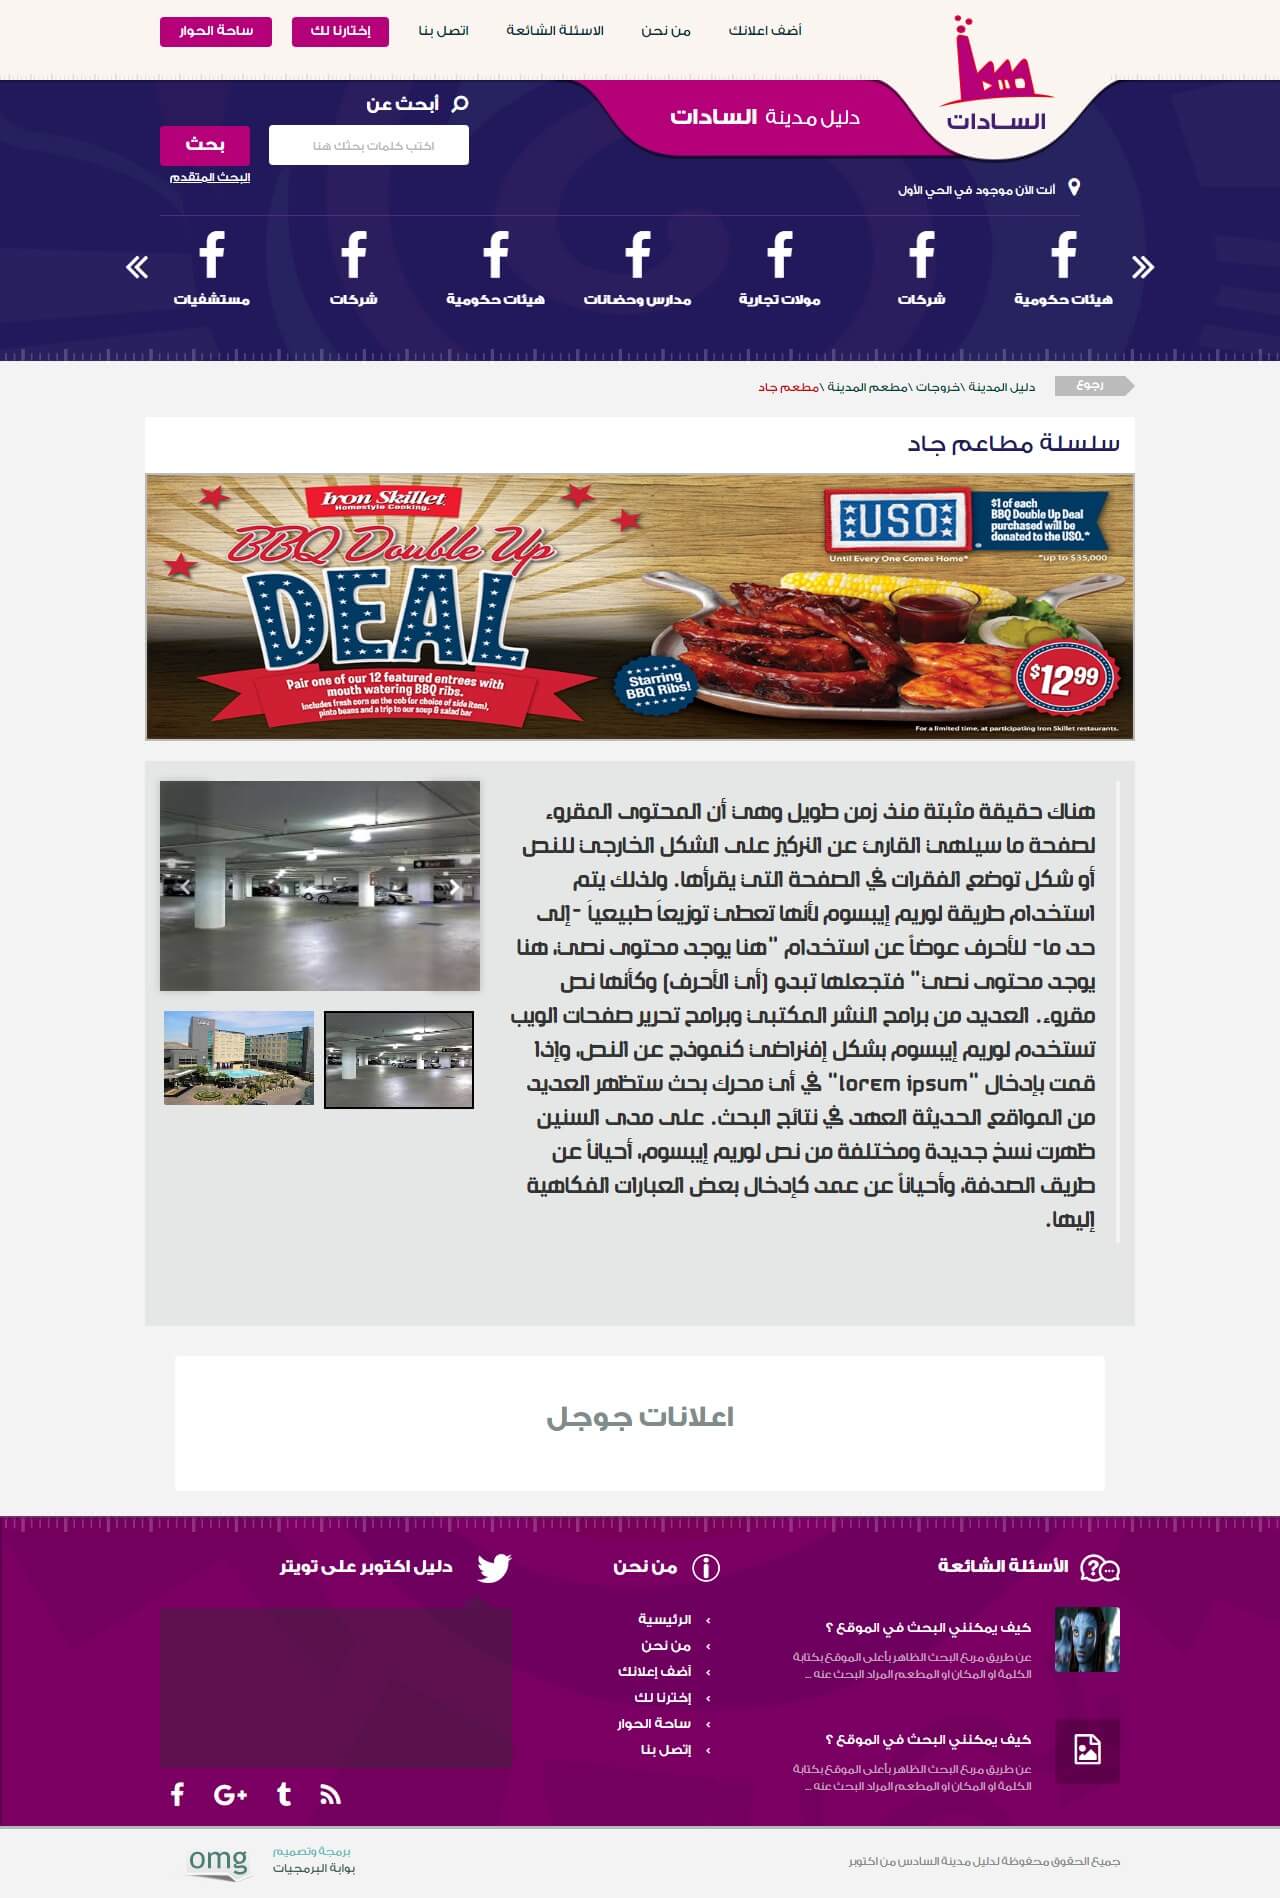 أضف اعلانك
من نحن
الاسئلة الشائعة
اتصل بنا
إختارنا لك
ساحة الحوار
الســادات
دليل مدينة السادات
أبحث عن
اكتب كلمات بحثك هنا
بحث
البحث المتقدم
أنت الآن موجود في الحي الأول
هيئات حكومية
شركات
مولات تجارية
مدارس وحضانات
هيئات حكومية
شركات
مستشفيات
رجوع
دليل المدينة \خروجات \مطعم المدينة \مطعم جاد
سلسلة مطاعم جاد
Iron Skillet
Homestyle Cooking.
BBQ Double Up
DEAL
Pair one of our 12 featured entrees with
mouth watering BBQ ribs.
Includes fresh corn on the cob (or choice of side item),
pinto beans and a trip to our soup & salad bar
Starring
BBQ Ribs!
USO
Until Every One Comes Home*
$1 of each
BBQ Double Up Deal
purchased will be
donated to the USO.*
*up to $35,000
$12.99
For a limited time, at participating Iron Skillet restaurants.
هناك حقيقة مثبتة منذ زمن طويل وهي أن المحتوى المقروء
لصفحة ما سيلهي القارئ عن التركيز على الشكل الخارجي للنص
أو شكل توضع الفقرات في الصفحة التي يقرأها. ولذلك يتم
استخدام طريقة لوريم إيبسوم لأنها تعطي توزيعاَ طبيعياَ -إلى
حد ما- للأحرف عوضاً عن استخدام "هنا يوجد محتوى نصي، هنا
يوجد محتوى نصي" فتجعلها تبدو (أي الأحرف) وكأنها نص
مقروء. العديد من برامح النشر المكتبي وبرامح تحرير صفحات الويب
تستخدم لوريم إيبسوم بشكل إفتراضي كنموذج عن النص، وإذا
قمت بإدخال "lorem ipsum" في أي محرك بحث ستظهر العديد
من المواقع الحديثة العهد في نتائج البحث. على مدى السنين
ظهرت نسخ جديدة ومختلفة من نص لوريم إيبسوم، أحياناً عن
طريق الصدفة، وأحياناً عن عمد كإدخال بعض العبارات الفكاهية
إليها.
اعلانات جوجل
الأسئلة الشائعة
كيف يمكنني البحث في الموقع ؟
عن طريق مربع البحث الظاهر بأعلى الموقع بكتابة
الكلمة او المكان او المطعم المراد البحث عنه ...
كيف يمكنني البحث في الموقع ؟
عن طريق مربع البحث الظاهر بأعلى الموقع بكتابة
الكلمة او المكان او المطعم المراد البحث عنه ...
من نحن
الرئيسية
من نحن
أضف إعلانك
إخترنا لك
ساحة الحوار
إتصل بنا
دليل اكتوبر على تويتر
جميع الحقوق محفوظة لدليل مدينة السادس من اكتوبر
برمجة وتصميم
بوابة البرمجيات
omg